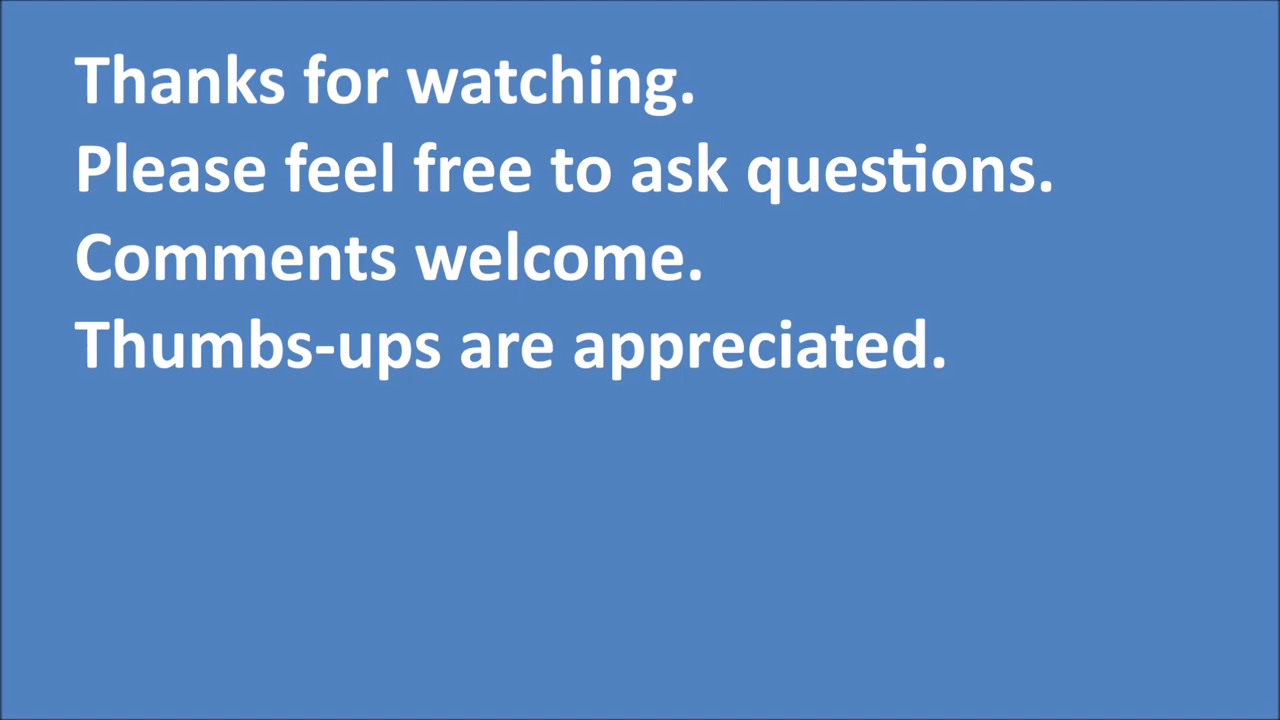 Thanks for watching.
Please feel free to ask questions.
Comments welcome.
Thumbs-ups are appreciated.